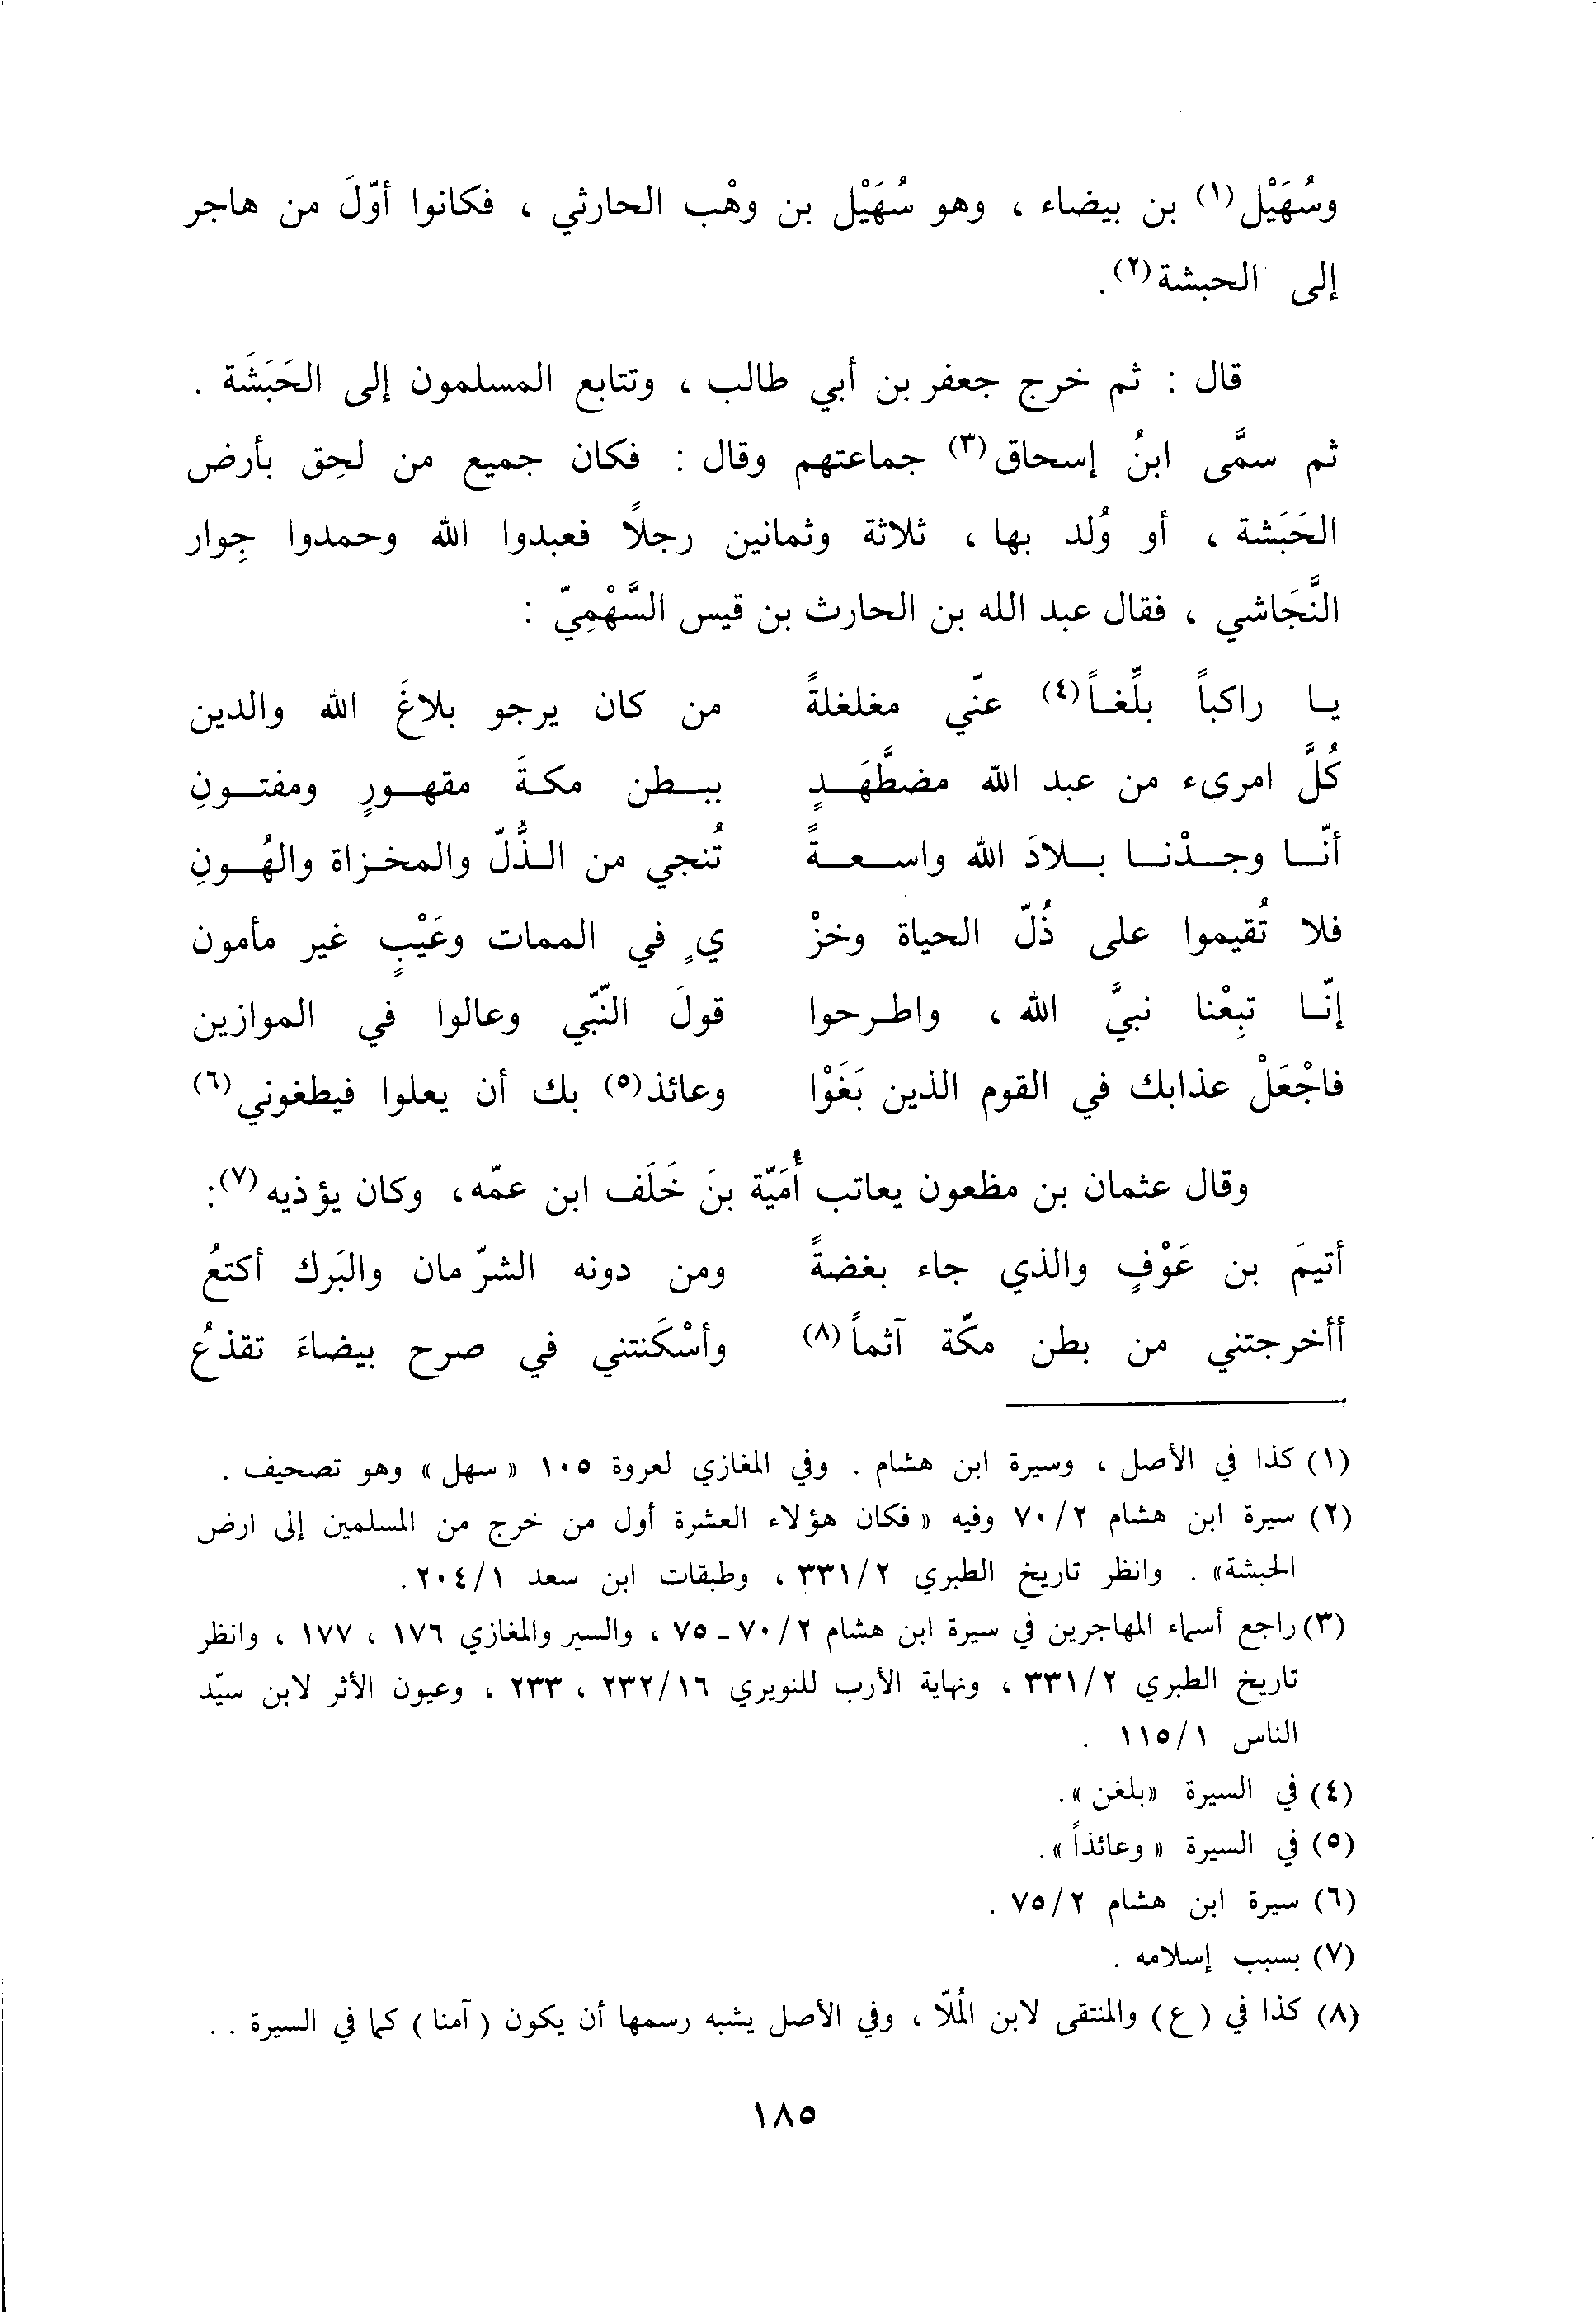 وسُهَيْل(١) بن بيضاء ، وهو سُهَيْل بن وهْب الحارثي ، فكانوا أوّلَ من هاجر
إلى الحبشة(٢).
قال : ثم خرج جعفر بن أبي طالب ، وتتابع المسلمون إلى الحَبَشَة .
ثم سمَّى ابنُ إسحاق(٣) جماعتهم وقال : فكان جميع من لحِق بأرض
الحَبَشة ، أو وُلد بها ، ثلاثة وثمانين رجلًا فعبدوا الله وحمدوا جِوار
النَّجَاشي ، فقال عبد الله بن الحارث بن قيس السَّهْمِيّ :
يـا راكباً بلِّغـاً(٤) عنّي مغلغلةً من كان يرجو بلاغَ الله والدين
كُلَّ امرىء من عبد الله مضطَّهَـدٍ ببـطن مكـةَ مقهـورٍ ومفتـونِ
أنّـا وجـدْنـا بـلادَ الله واسـعـةً تُنجي من الـذُّلّ والمخـزاة والهُـونِ
فلا تُقيموا على ذُلّ الحياة وخزْ يٍ في الممات وعَيْبٍ غير مأمون
إنّـا تبِعْنا نبيَّ الله ، واطـرحوا قولَ النّبّي وعالوا في الموازين
فاجْعَلْ عذابك في القوم الذين بَغَوْا وعائذ(٥) بك أن يعلوا فيطغوني(٦)
وقال عثمان بن مظعون يعاتب أُمَيّة بنَ خَلَف ابن عمّه، وكان يؤذيه(٧):
أتيمَ بن عَوْفٍ والذي جاء بغضةً ومن دونه الشرّمان والبَرك أكتعُ
أأخرجتني من بطن مكّة آثماً(٨) وأسْكَنتني في صرح بيضاءَ تقذعُ
(١) كذا في الأصل ، وسيرة ابن هشام . وفي المغازي لعروة ١٠٥ «سهل» وهو تصحيف .
(٢) سيرة ابن هشام ٢/ ٧٠ وفيه «فكان هؤلاء العشرة أول من خرج من المسلمين إلى ارض
الحبشة» . وانظر تاريخ الطبري ٢/ ٣٣١ ، وطبقات ابن سعد ١/ ٢٠٤.
(٣) راجع أسماء المهاجرين في سيرة ابن هشام ٢/ ٧٠ ـ ٧٥ ، والسير والمغازي ١٧٦ ، ١٧٧ ، وانظر
تاريخ الطبري ٢/ ٣٣١ ، ونهاية الأرب للنويري ١٦/ ٢٣٢ ، ٢٣٣ ، وعيون الأثر لابن سيّد
الناس ١/ ١١٥ .
(٤) في السيرة «بلغن».
(٥) في السيرة «وعائذاً».
(٦) سيرة ابن هشام ٢/ ٧٥ .
(٧) بسبب إسلامه .
(٨) كذا في (ع) والمنتقى لابن المُلّا ، وفي الأصل يشبه رسمها أن يكون (آمنا) كما في السيرة . .
١٨٥